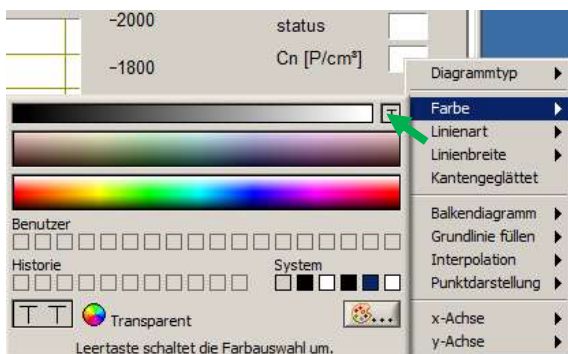 -2000
status
-1800
Cn [P/cm³]
T
Benutzer
Historie
System
T T
Transparent
...
Leertaste schaltet die Farbauswahl um.
Diagrammtyp
Farbe
Linienart
Linienbreite
Kantengeglättet
Balkendiagramm
Grundlinie füllen
Interpolation
Punktdarstellung
x-Achse
y-Achse